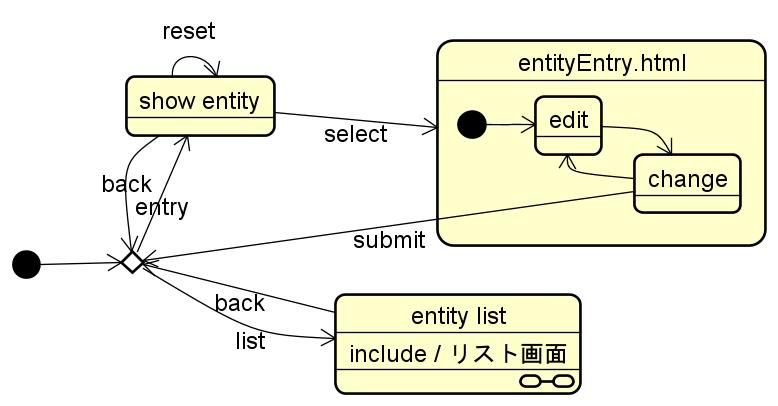 reset
entityEntry.html
show entity
edit
select
change
back
entry
submit
back
list
entity list
include / リスト画面